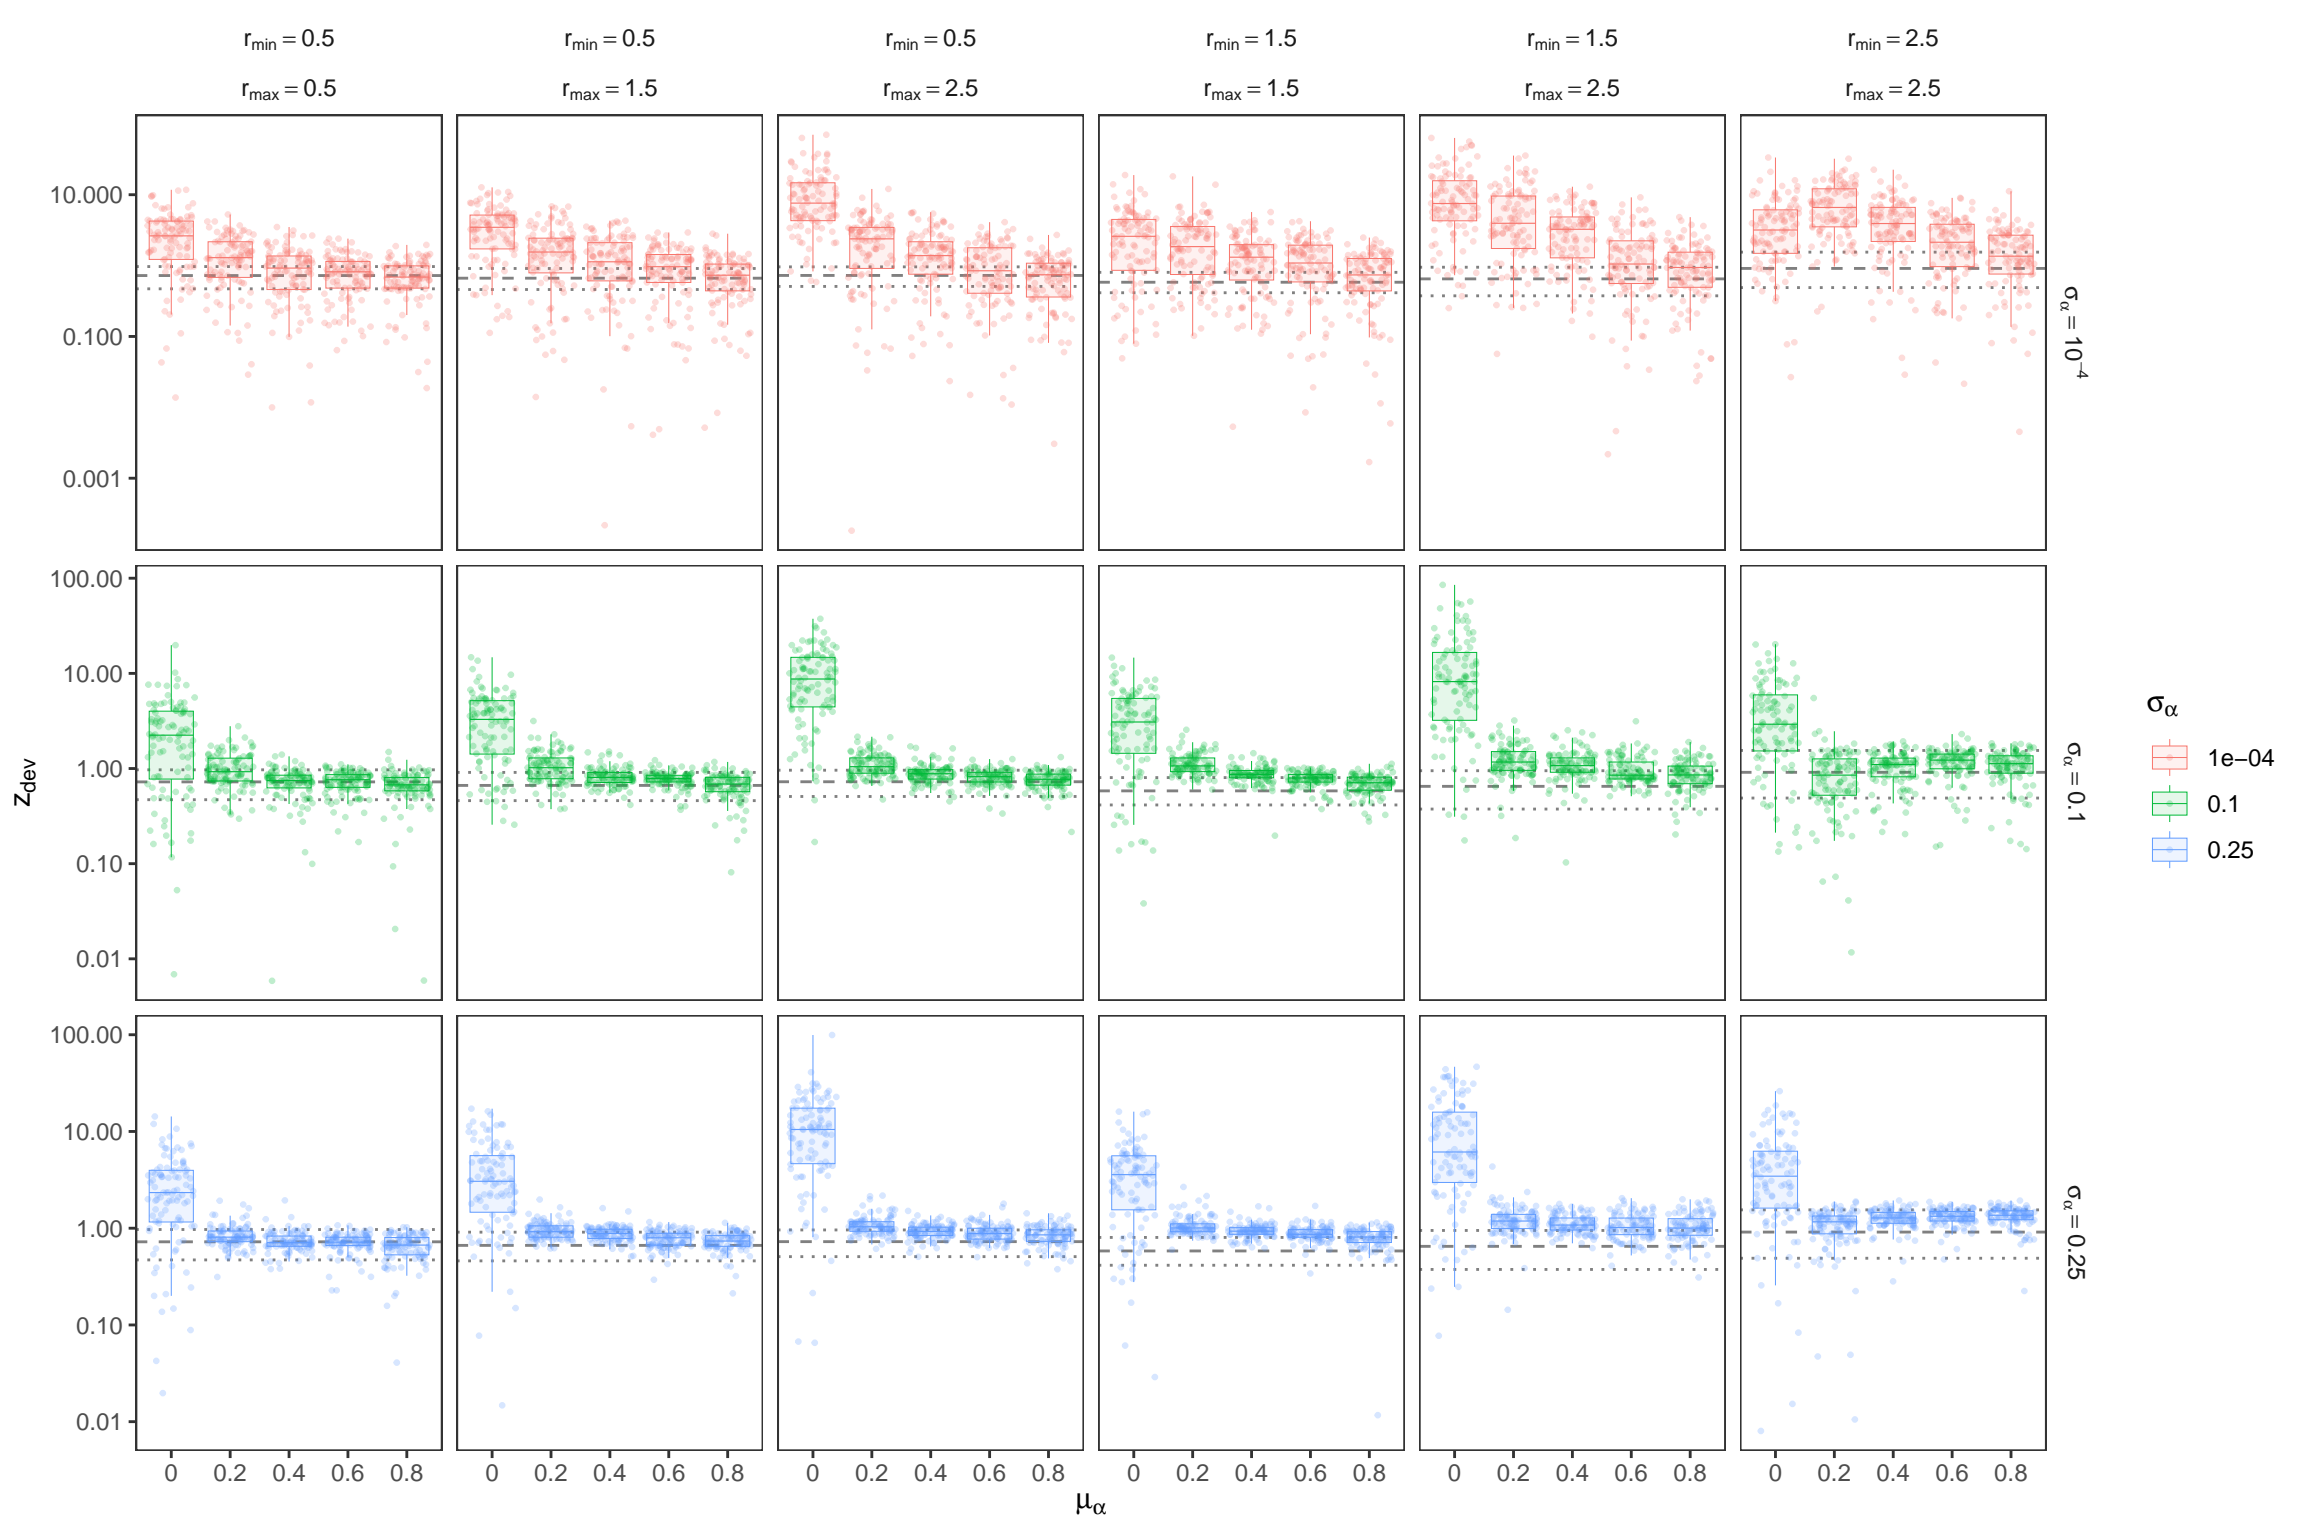 r_min = 0.5 r_min = 0.5 r_min = 0.5 r_min = 1.5 r_min = 1.5 r_min = 2.5
r_max = 0.5 r_max = 1.5 r_max = 2.5 r_max = 1.5 r_max = 2.5 r_max = 2.5
10.000
0.100
0.001
σ_α = 10^−4
100.00
10.00
1.00
0.10
0.01
σ_α = 0.1
100.00
10.00
1.00
0.10
0.01
σ_α = 0.25
z_dev
0 0.2 0.4 0.6 0.8 0 0.2 0.4 0.6 0.8 0 0.2 0.4 0.6 0.8 0 0.2 0.4 0.6 0.8 0 0.2 0.4 0.6 0.8 0 0.2 0.4 0.6 0.8
μ_α
σ_α
1e−04
0.1
0.25